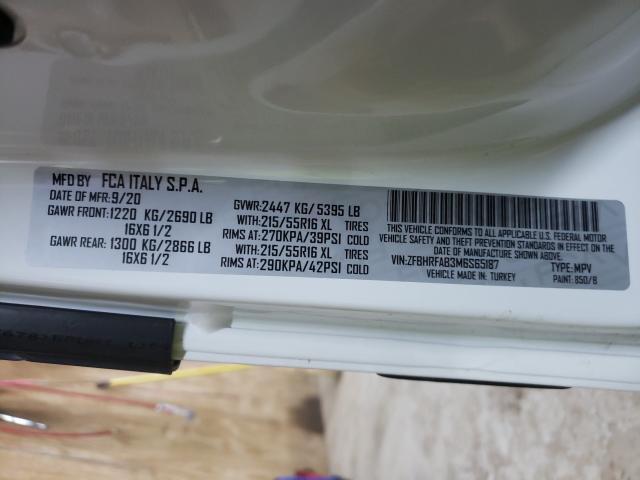 MFD BY FCA ITALY S.P.A.
DATE OF MFR: 9/20
GAWR FRONT: 1220 KG/ 2690 LB
16X6 1/2
GAWR REAR: 1300 KG/ 2866 LB
16X6 1/2
GVWR: 2447 KG/ 5395 LB
WITH: 215/55R16 XL TIRES
RIMS AT: 270KPA/39PSI COLD
WITH: 215/55R16 XL TIRES
RIMS AT: 290KPA/42PSI COLD
THIS VEHICLE CONFORMS TO ALL APPLICABLE U.S. FEDERAL MOTOR
VEHICLE SAFETY AND THEFT PREVENTION STANDARDS IN EFFECT ON THE
DATE OF MANUFACTURE SHOWN ABOVE.
VIN: ZFBHRFAB3M6S65187 TYPE: MPV
VEHICLE MADE IN: TURKEY PAINT: 850/B